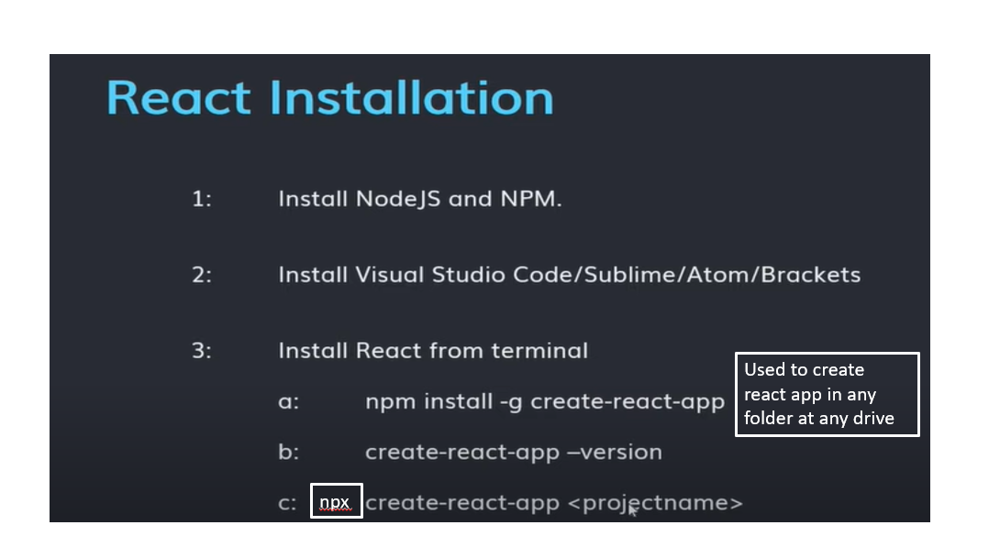 React Installation
1: Install NodeJS and NPM.
2: Install Visual Studio Code/Sublime/Atom/Brackets
3: Install React from terminal
a: npm install -g create-react-app
Used to create
react app in any
folder at any drive
b: create-react-app –version
c: npx create-react-app <projectname>